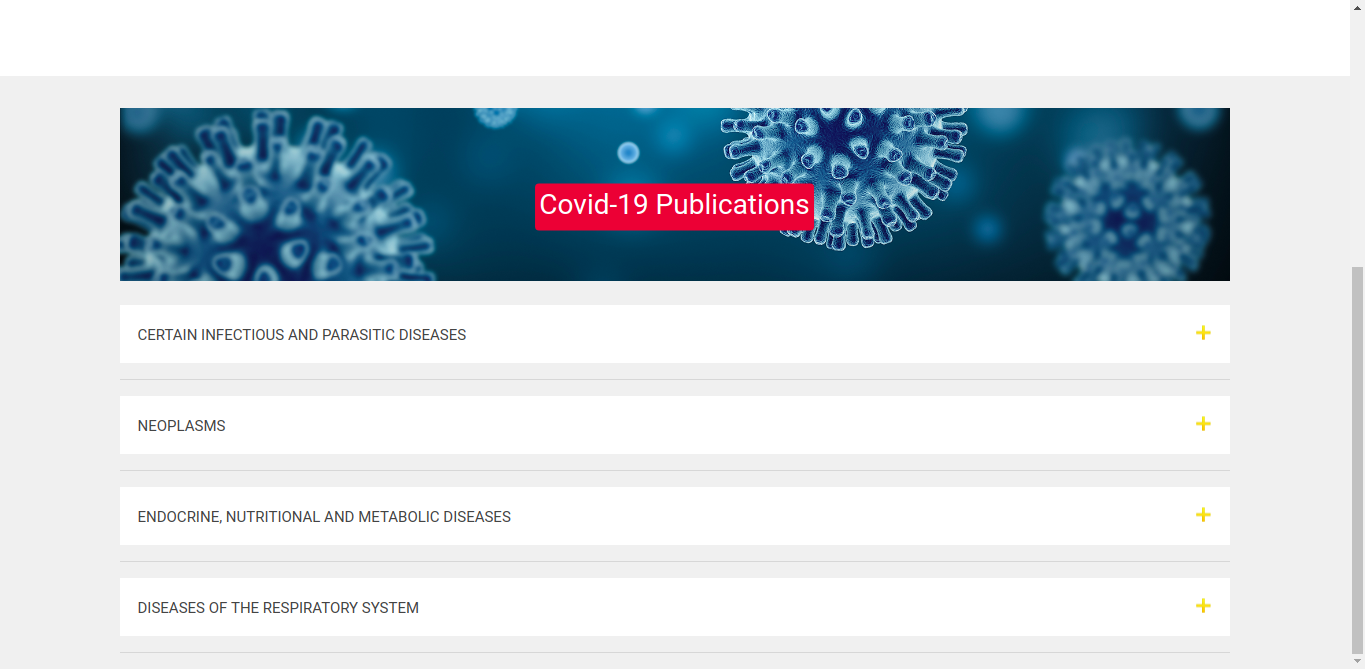 Covid-19 Publications
CERTAIN INFECTIOUS AND PARASITIC DISEASES
NEOPLASMS
ENDOCRINE, NUTRITIONAL AND METABOLIC DISEASES
DISEASES OF THE RESPIRATORY SYSTEM